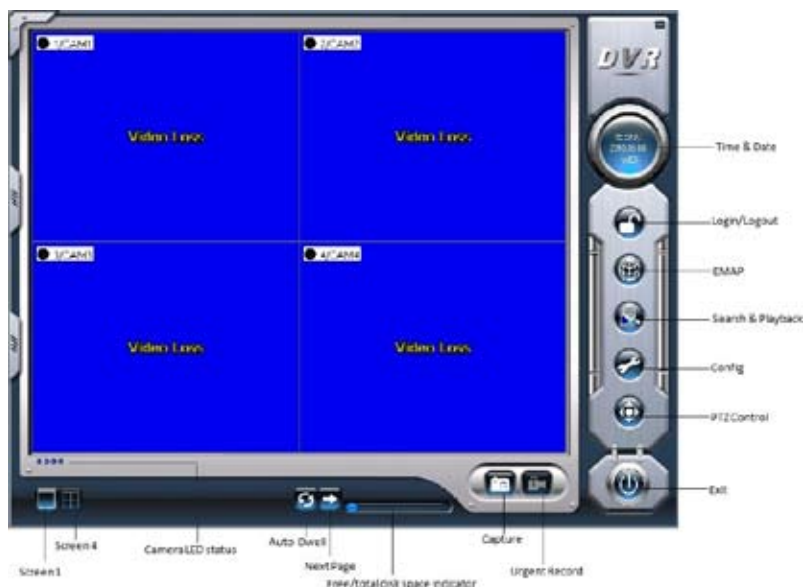 1/CAM1
2/CAM2
DVR
Video Loss
Video Loss
Time & Date
Login/Logout
3/CAM3
4/CAM4
EMAP
Search & Playback
Video Loss
Video Loss
Config
PTZ Control
Exit
Screen 4
Camera LED status
Auto Dwell
Capture
Screen 1
Next Page
Urgent Record
Free/total disk space indicator